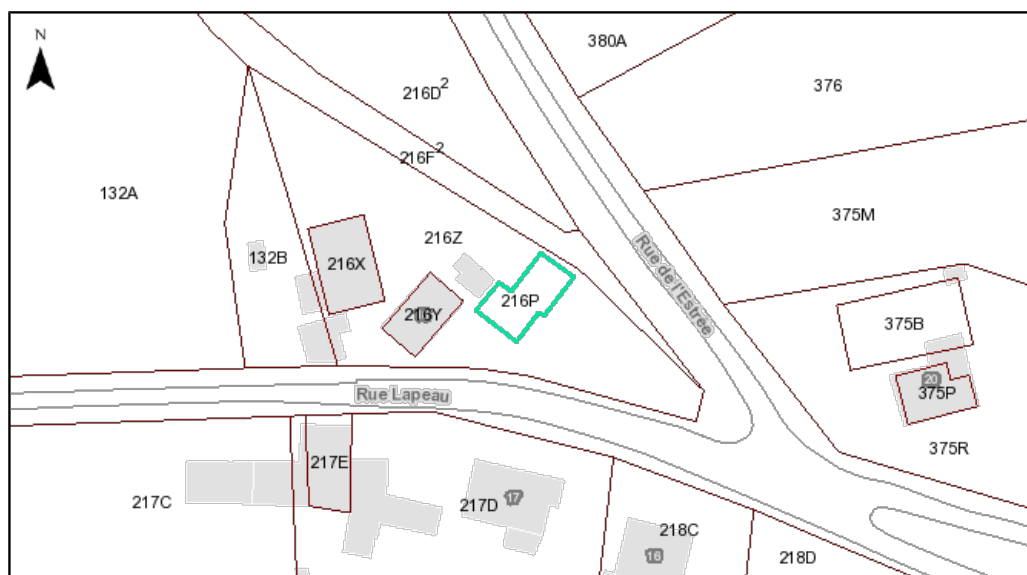 N
380A
376
216D²
216F²
132A
375M
216Z
132B
216X
Rue de l'Estrée
216P
216Y
375B
20
375P
Rue Lapeau
375R
217E
217C
217D
17
218C
16
218D